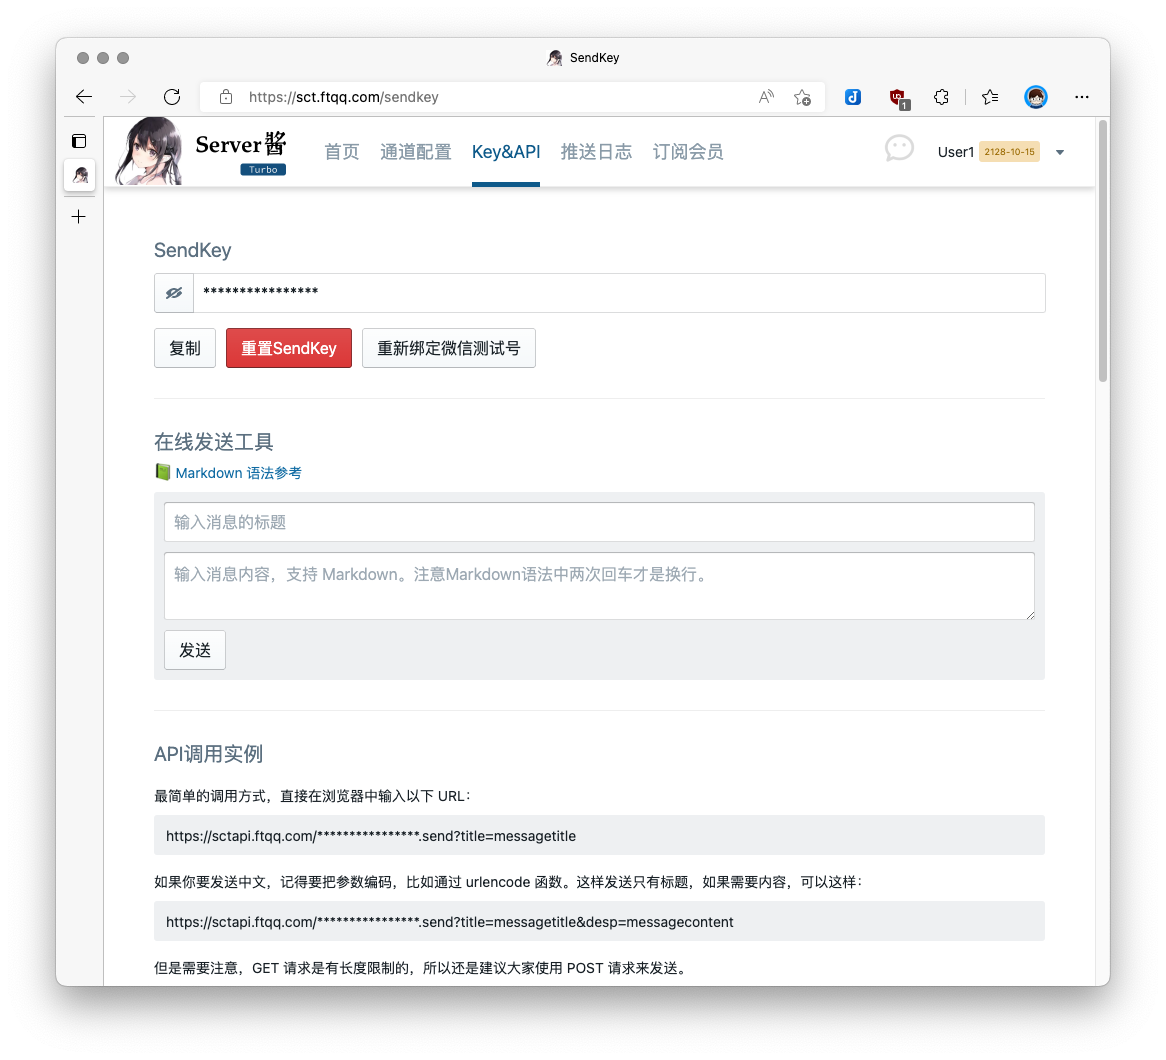 SendKey
https://sct.ftqq.com/sendkey
1
Server酱
Turbo
首页 通道配置 Key&API 推送日志 订阅会员
User1 2128-10-15
SendKey
****************
复制 重置SendKey 重新绑定微信测试号
在线发送工具
Markdown 语法参考
输入消息的标题
输入消息内容，支持 Markdown。注意Markdown语法中两次回车才是换行。
发送
API调用实例
最简单的调用方式，直接在浏览器中输入以下 URL：
https://sctapi.ftqq.com/****************.send?title=messagetitle
如果你要发送中文，记得要把参数编码，比如通过 urlencode 函数。这样发送只有标题，如果需要内容，可以这样：
https://sctapi.ftqq.com/****************.send?title=messagetitle&desp=messagecontent
但是需要注意，GET 请求是有长度限制的，所以还是建议大家使用 POST 请求来发送。